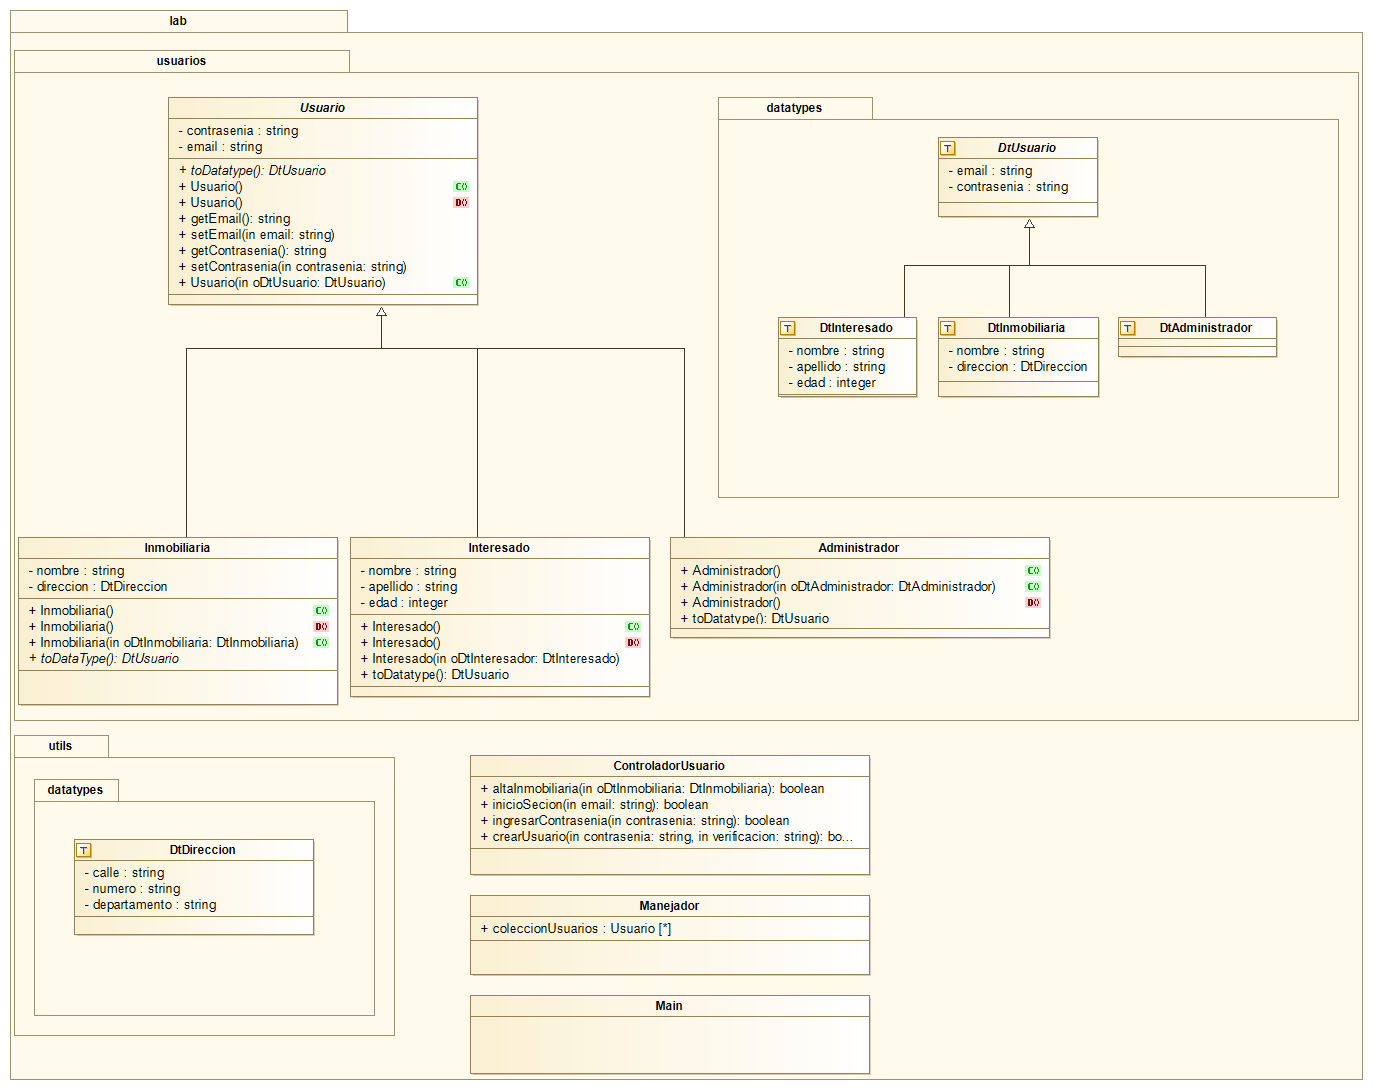 lab
usuarios
Usuario
- contrasenia : string
- email : string
+ toDatatype(): DtUsuario
+ Usuario() C()
+ Usuario() D()
+ getEmail(): string
+ setEmail(in email: string)
+ getContrasenia(): string
+ setContrasenia(in contrasenia: string)
+ Usuario(in oDtUsuario: DtUsuario) C()
datatypes
T DtUsuario
- email : string
- contrasenia : string
T DtInteresado
- nombre : string
- apellido : string
- edad : integer
T DtInmobiliaria
- nombre : string
- direccion : DtDireccion
T DtAdministrador
Inmobiliaria
- nombre : string
- direccion : DtDireccion
+ Inmobiliaria() C()
+ Inmobiliaria() D()
+ Inmobiliaria(in oDtInmobiliaria: DtInmobiliaria) C()
+ toDataType(): DtUsuario
Interesado
- nombre : string
- apellido : string
- edad : integer
+ Interesado() C()
+ Interesado() D()
+ Interesado(in oDtInteresador: DtInteresado)
+ toDatatype(): DtUsuario
Administrador
+ Administrador() C()
+ Administrador(in oDtAdministrador: DtAdministrador) C()
+ Administrador() D()
+ toDatatype(): DtUsuario
utils
datatypes
T DtDireccion
- calle : string
- numero : string
- departamento : string
ControladorUsuario
+ altaInmobiliaria(in oDtInmobiliaria: DtInmobiliaria): boolean
+ inicioSecion(in email: string): boolean
+ ingresarContrasenia(in contrasenia: string): boolean
+ crearUsuario(in contrasenia: string, in verificacion: string): bo...
Manejador
+ coleccionUsuarios : Usuario [*]
Main